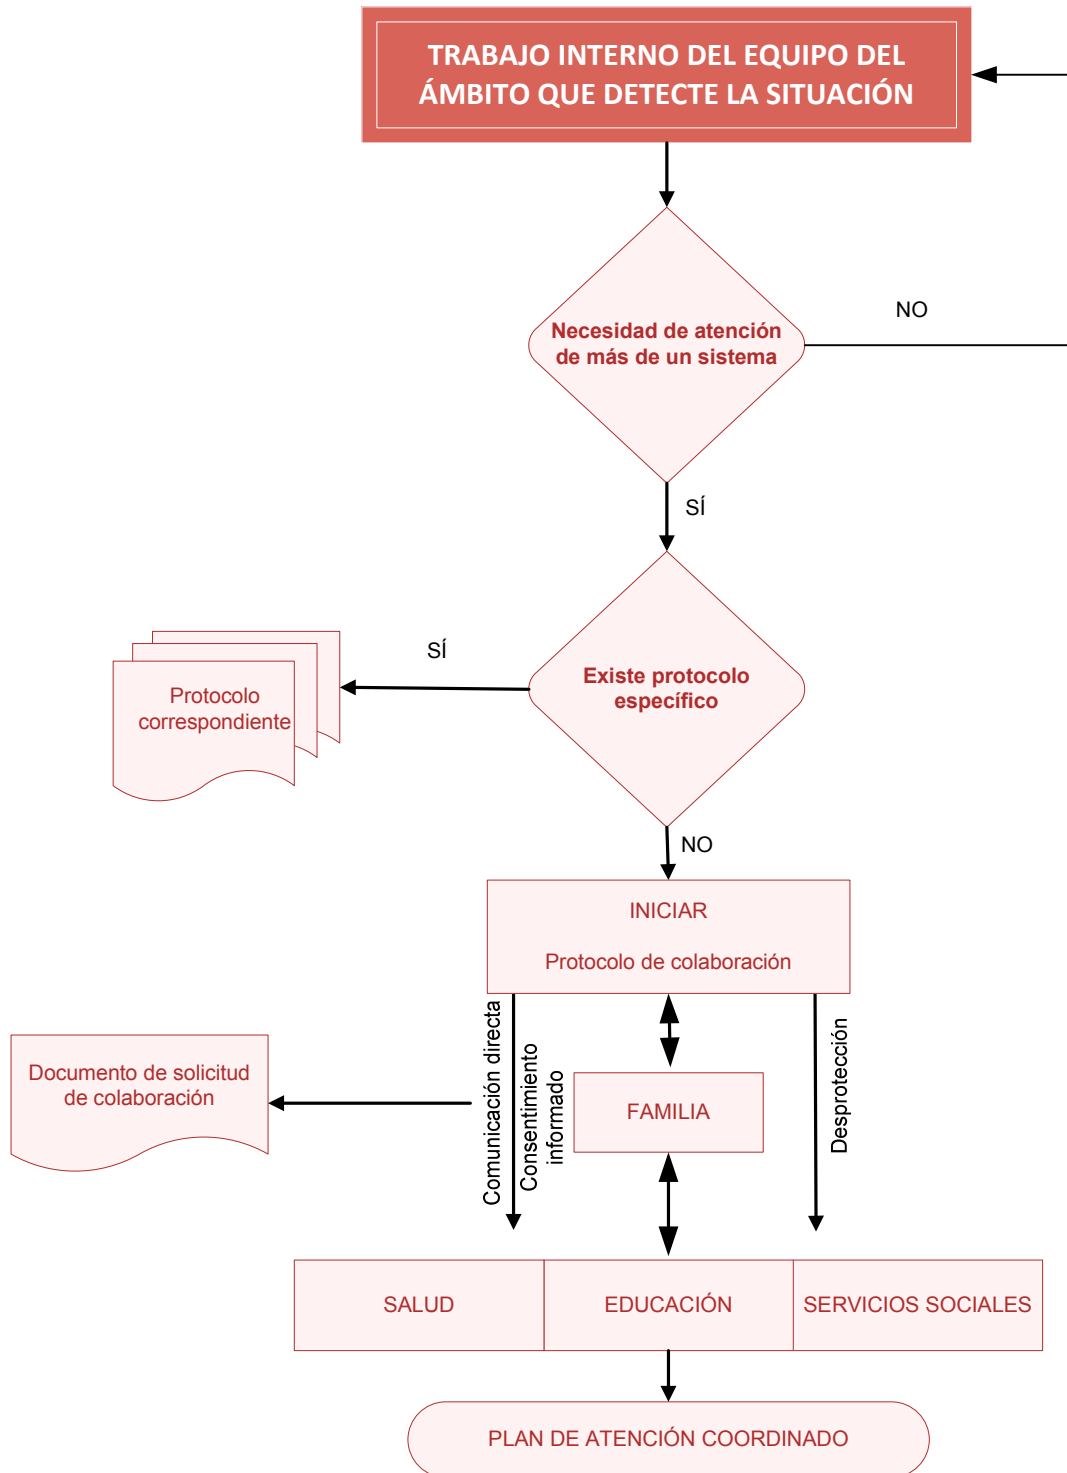 TRABAJO INTERNO DEL EQUIPO DEL
ÁMBITO QUE DETECTE LA SITUACIÓN
Necesidad de atención
de más de un sistema
NO
SÍ
Existe protocolo
específico
SÍ
Protocolo
correspondiente
NO
INICIAR
Protocolo de colaboración
Comunicación directa
Consentimiento
informado
Desprotección
Documento de solicitud
de colaboración
FAMILIA
SALUD
EDUCACIÓN
SERVICIOS SOCIALES
PLAN DE ATENCIÓN COORDINADO